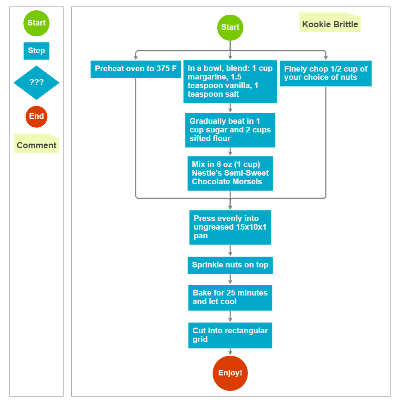 Start
Step
???
End
Comment
Kookie Brittle
Start
Preheat oven to 375 F
In a bowl, blend: 1 cup
margarine, 1.5
teaspoon vanilla, 1
teaspoon salt
Finely chop 1/2 cup of
your choice of nuts
Gradually beat in 1
cup sugar and 2 cups
sifted flour
Mix in 6 oz (1 cup)
Nestle's Semi-Sweet
Chocolate Morsels
Press evenly into
ungreased 15x10x1
pan
Sprinkle nuts on top
Bake for 25 minutes
and let cool
Cut into rectangular
grid
Enjoy!